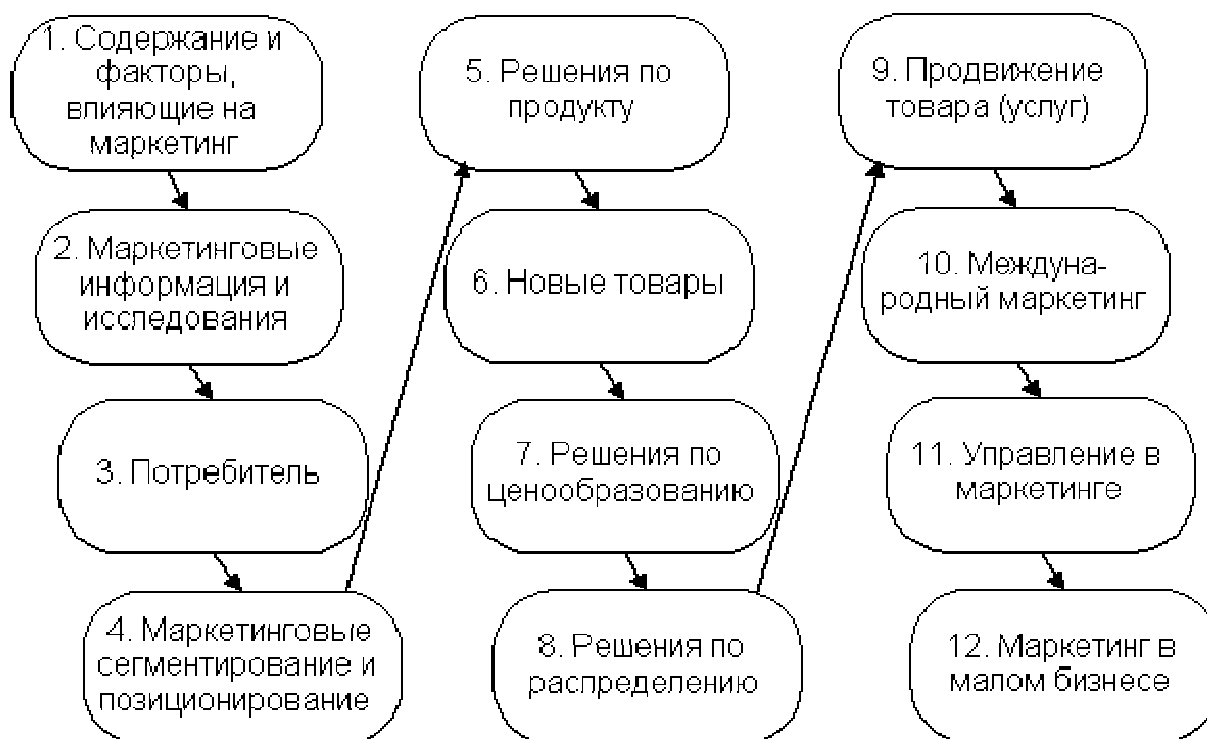 1. Содержание и
факторы,
влияющие на
маркетинг
2. Маркетинговые
информация и
исследования
3. Потребитель
4. Маркетинговые
сегментирование и
позиционирование
5. Решения по
продукту
6. Новые товары
7. Решения по
ценообразованию
8. Решения по
распределению
9. Продвижение
товара (услуг)
10. Междуна-
родный маркетинг
11. Управление в
маркетинге
12. Маркетинг в
малом бизнесе